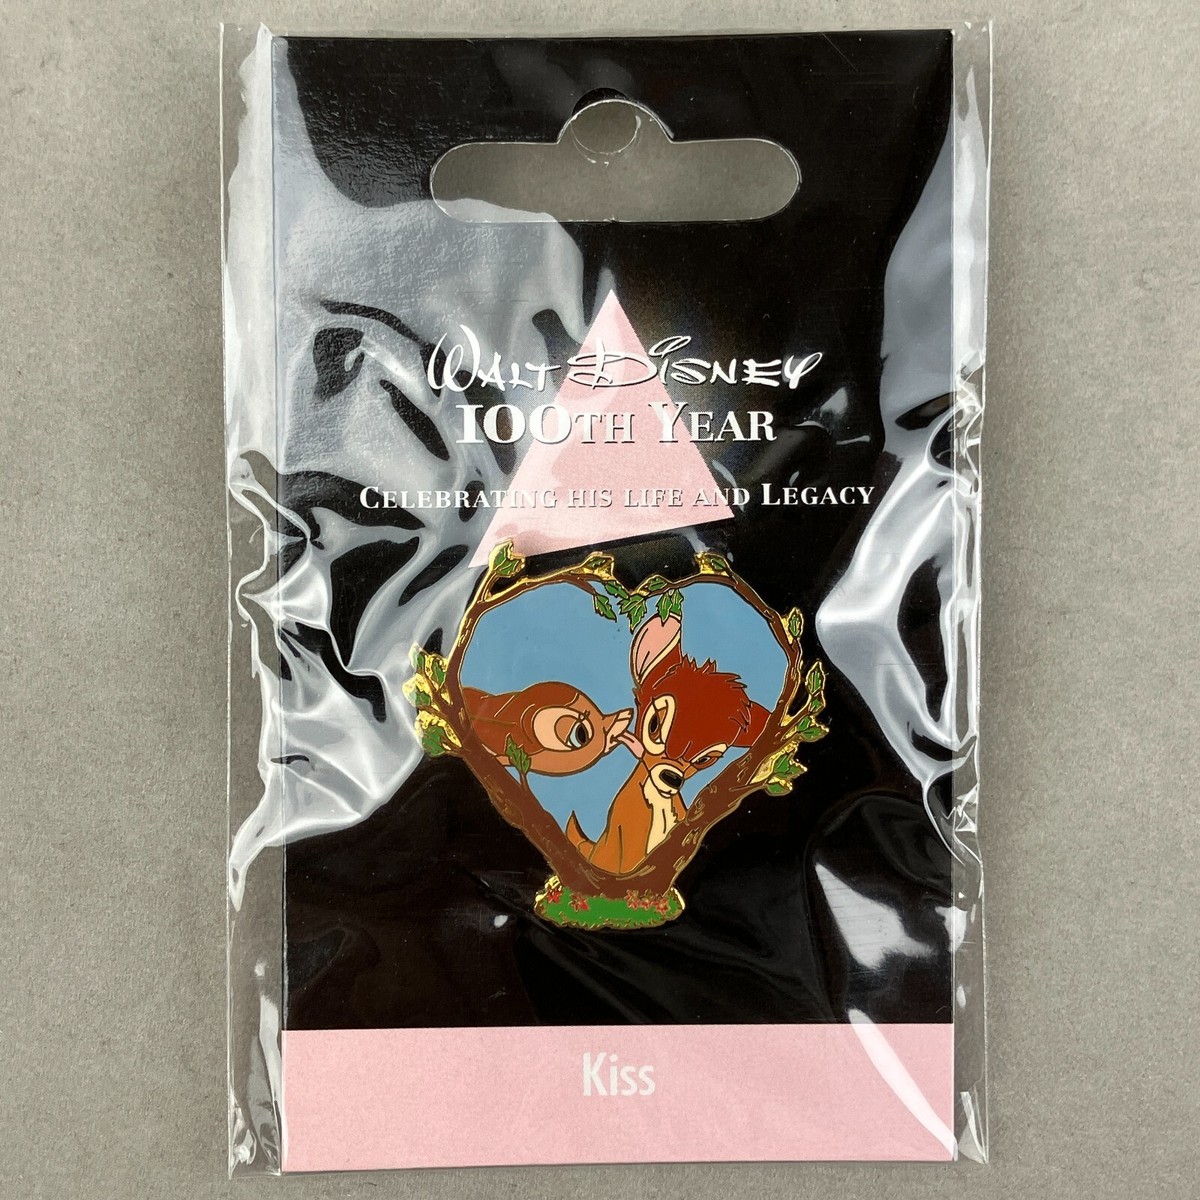 WALT DISNEY
100TH YEAR
CELEBRATING HIS LIFE AND LEGACY
Kiss